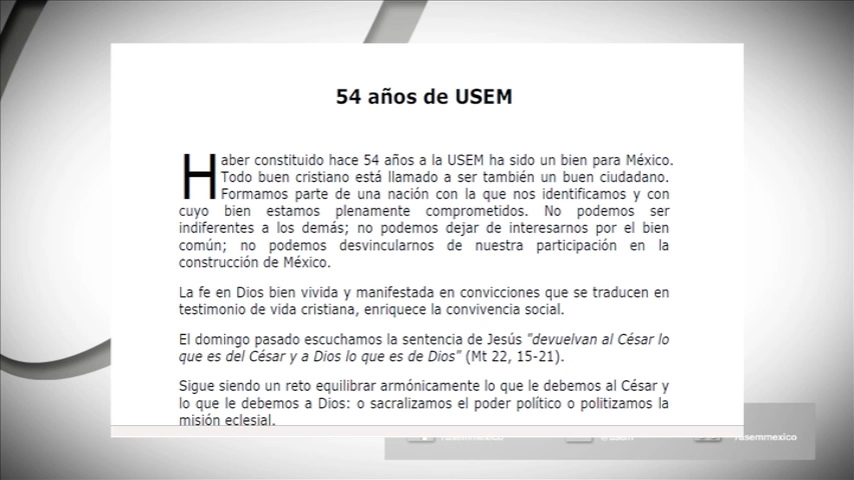 54 años de USEM
Haber constituido hace 54 años a la USEM ha sido un bien para México.
Todo buen cristiano está llamado a ser también un buen ciudadano.
Formamos parte de una nación con la que nos identificamos y con
cuyo bien estamos plenamente comprometidos. No podemos ser
indiferentes a los demás; no podemos dejar de interesarnos por el bien
común; no podemos desvincularnos de nuestra participación en la
construcción de México.
La fe en Dios bien vivida y manifestada en convicciones que se traducen en
testimonio de vida cristiana, enriquece la convivencia social.
El domingo pasado escuchamos la sentencia de Jesús "devuelvan al César lo
que es del César y a Dios lo que es de Dios" (Mt 22, 15-21).
Sigue siendo un reto equilibrar armónicamente lo que le debemos al César y
lo que le debemos a Dios: o sacralizamos el poder político o politizamos la
misión eclesial.